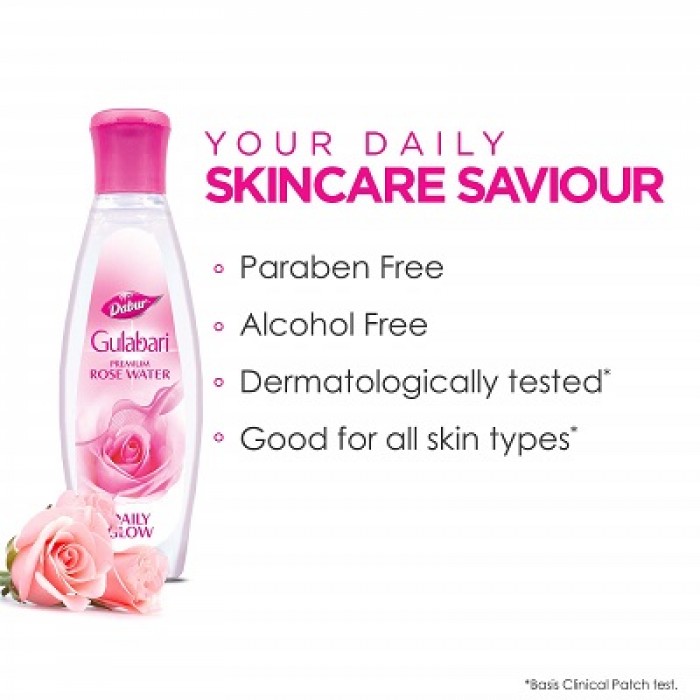 YOUR DAILY
SKINCARE SAVIOUR
Paraben Free
Alcohol Free
Dermatologically tested*
Good for all skin types*
Dabur
Gulabari
PREMIUM
ROSE WATER
DAILY
GLOW
*Basis Clinical Patch test.